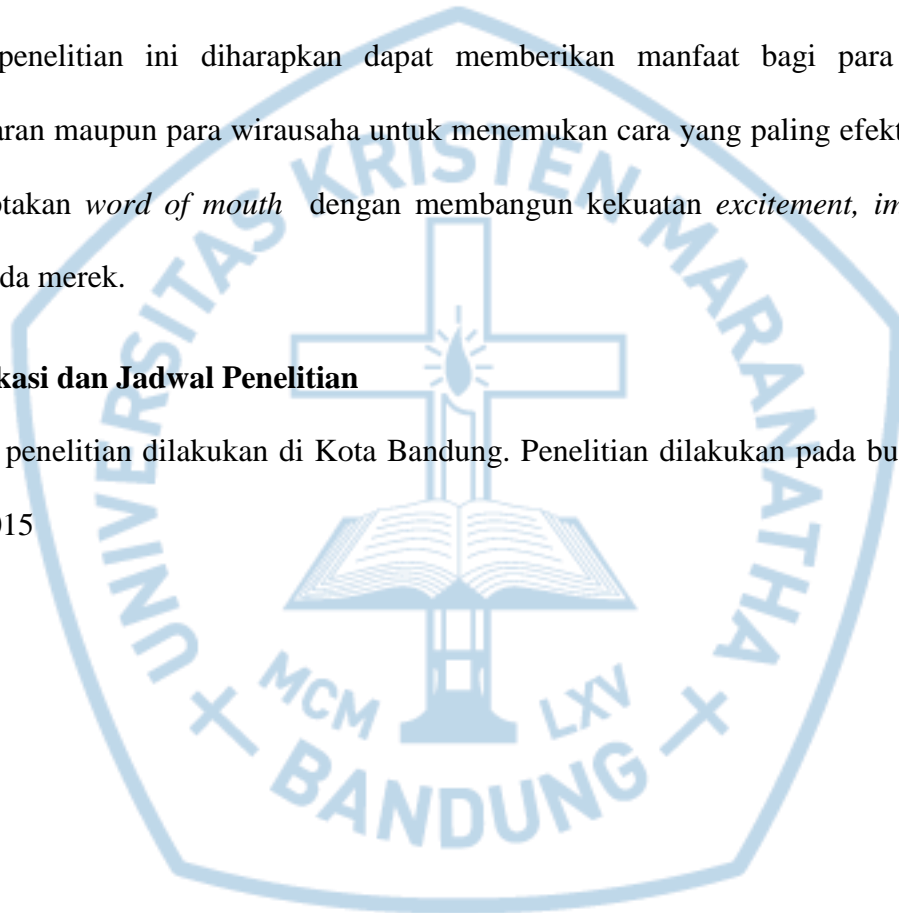 penelitian ini diharapkan dapat memberikan manfaat bagi para
aran maupun para wirausaha untuk menemukan cara yang paling efekt
takan word of mouth dengan membangun kekuatan excitement, im
da merek.
kasi dan Jadwal Penelitian
penelitian dilakukan di Kota Bandung. Penelitian dilakukan pada bu
015
UNIVERSITAS KRISTEN MARANATHA
MCM LXV
BANDUNG